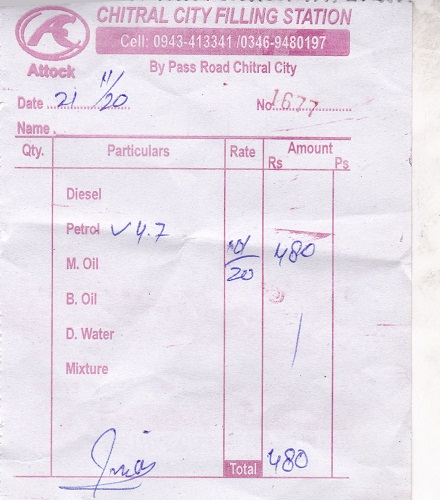 CHITRAL CITY FILLING STATION
Cell: 0943-413341 /0346-9480197
Attock
By Pass Road Chitral City
Date 21 11/20 No 1677
Name
Qty. Particulars Rate Amount
Rs Ps
Diesel
Petrol ✓ 4.7 480
M. Oil 20
B. Oil
D. Water
Mixture
Total 480